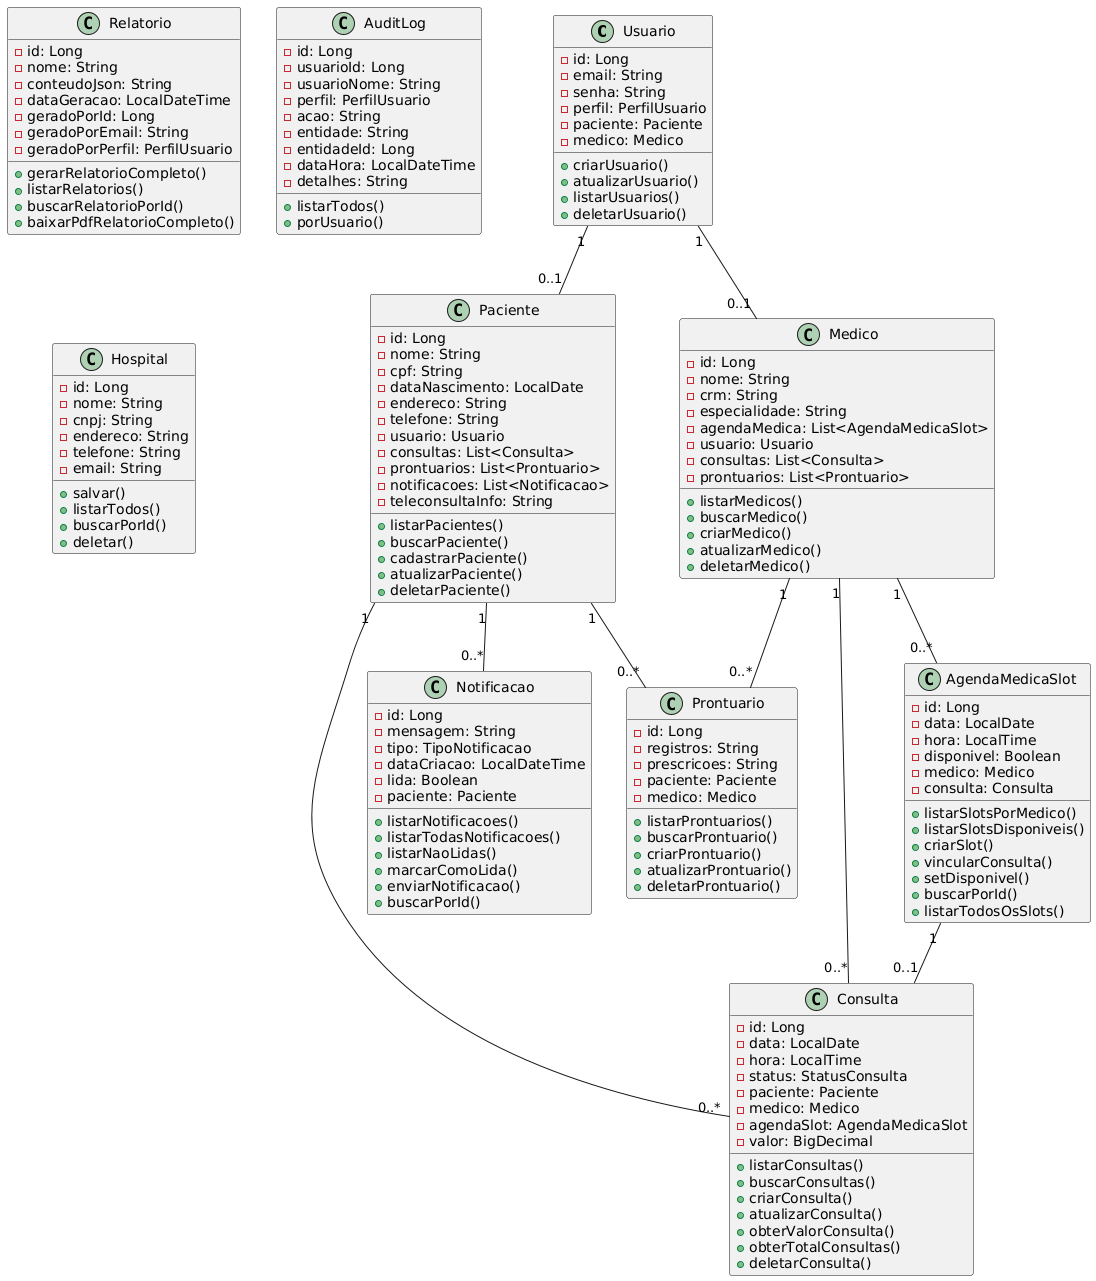 C Relatorio
id: Long
nome: String
conteudoJson: String
dataGeracao: LocalDateTime
geradoPorId: Long
geradoPorEmail: String
geradoPorPerfil: PerfilUsuario
gerarRelatorioCompleto()
listarRelatorios()
buscarRelatorioPorId()
baixarPdfRelatorioCompleto()
C AuditLog
id: Long
usuarioId: Long
usuarioNome: String
perfil: PerfilUsuario
acao: String
entidade: String
entidadeId: Long
dataHora: LocalDateTime
detalhes: String
listarTodos()
porUsuario()
C Usuario
id: Long
email: String
senha: String
perfil: PerfilUsuario
paciente: Paciente
medico: Medico
criarUsuario()
atualizarUsuario()
listarUsuarios()
deletarUsuario()
1
1
0..1
0..1
C Hospital
id: Long
nome: String
cnpj: String
endereco: String
telefone: String
email: String
salvar()
listarTodos()
buscarPorId()
deletar()
C Paciente
id: Long
nome: String
cpf: String
dataNascimento: LocalDate
endereco: String
telefone: String
usuario: Usuario
consultas: List<Consulta>
prontuarios: List<Prontuario>
notificacoes: List<Notificacao>
teleconsultaInfo: String
listarPacientes()
buscarPaciente()
cadastrarPaciente()
atualizarPaciente()
deletarPaciente()
C Medico
id: Long
nome: String
crm: String
especialidade: String
agendaMedica: List<AgendaMedicaSlot>
usuario: Usuario
consultas: List<Consulta>
prontuarios: List<Prontuario>
listarMedicos()
buscarMedico()
criarMedico()
atualizarMedico()
deletarMedico()
1
1
1
1
1
1
0..*
0..*
0..*
0..*
C Notificacao
id: Long
mensagem: String
tipo: TipoNotificacao
dataCriacao: LocalDateTime
lida: Boolean
paciente: Paciente
listarNotificacoes()
listarTodasNotificacoes()
listarNaoLidas()
marcarComoLida()
enviarNotificacao()
buscarPorId()
C Prontuario
id: Long
registros: String
prescricoes: String
paciente: Paciente
medico: Medico
listarProntuarios()
buscarProntuario()
criarProntuario()
atualizarProntuario()
deletarProntuario()
C AgendaMedicaSlot
id: Long
data: LocalDate
hora: LocalTime
disponivel: Boolean
medico: Medico
consulta: Consulta
listarSlotsPorMedico()
listarSlotsDisponiveis()
criarSlot()
vincularConsulta()
setDisponivel()
buscarPorId()
listarTodosOsSlots()
1
0..*
0..1
0..*
C Consulta
id: Long
data: LocalDate
hora: LocalTime
status: StatusConsulta
paciente: Paciente
medico: Medico
agendaSlot: AgendaMedicaSlot
valor: BigDecimal
listarConsultas()
buscarConsultas()
criarConsulta()
atualizarConsulta()
obterValorConsulta()
obterTotalConsultas()
deletarConsulta()